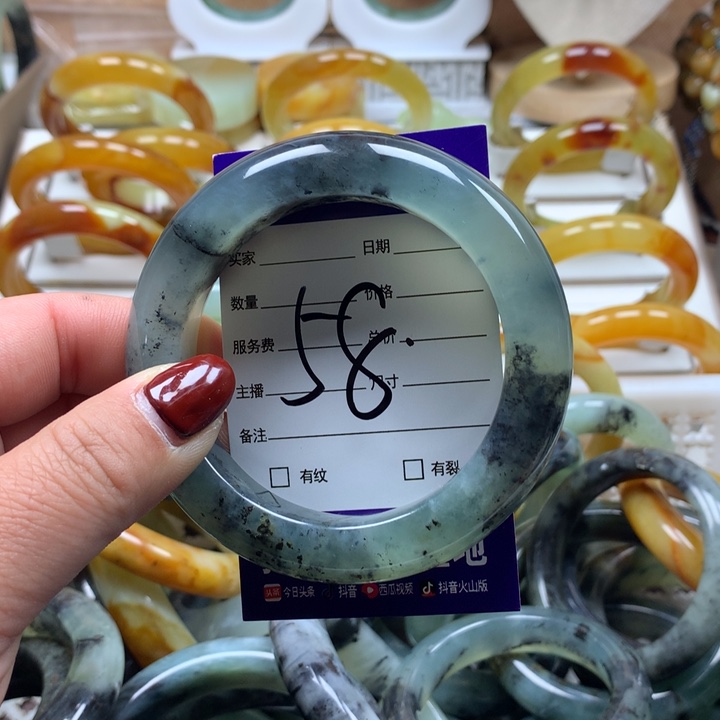 买家 日期
数量 价格
服务费 总价
58.
主播 尺寸
备注
有纹 有裂
头条 今日头条 抖音 西瓜视频 抖音火山版